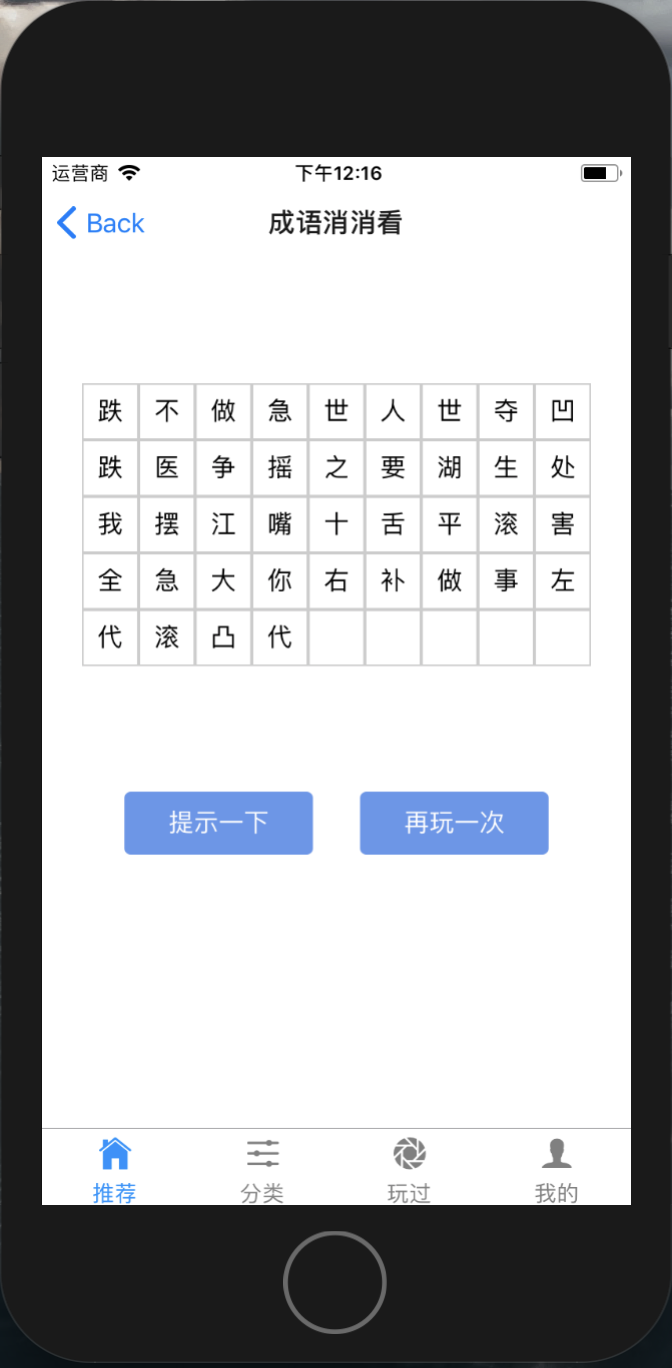 运营商 下午12:16
Back 成语消消看
跌 不 做 急 世 人 世 夺 凹
跌 医 争 摇 之 要 湖 生 处
我 摆 江 嘴 十 舌 平 滚 害
全 急 大 你 右 补 做 事 左
代 滚 凸 代
提示一下 再玩一次
推荐 分类 玩过 我的